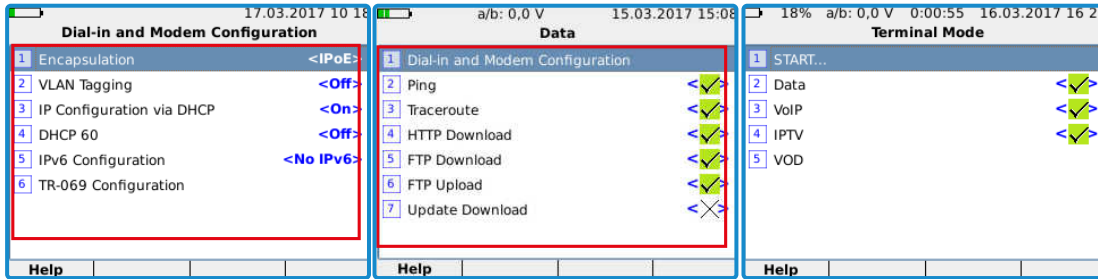 17.03.2017 10 18
Dial-in and Modem Configuration
1 Encapsulation <IPoE>
2 VLAN Tagging <Off>
3 IP Configuration via DHCP <On>
4 DHCP 60 <Off>
5 IPv6 Configuration <No IPv6>
6 TR-069 Configuration
Help
a/b: 0,0 V 15.03.2017 15:08
Data
1 Dial-in and Modem Configuration
2 Ping < >
3 Traceroute < >
4 HTTP Download < >
5 FTP Download < >
6 FTP Upload < >
7 Update Download < >
Help
18% a/b: 0,0 V 0:00:55 16.03.2017 16 2
Terminal Mode
1 START...
2 Data < >
3 VoIP < >
4 IPTV < >
5 VOD
Help